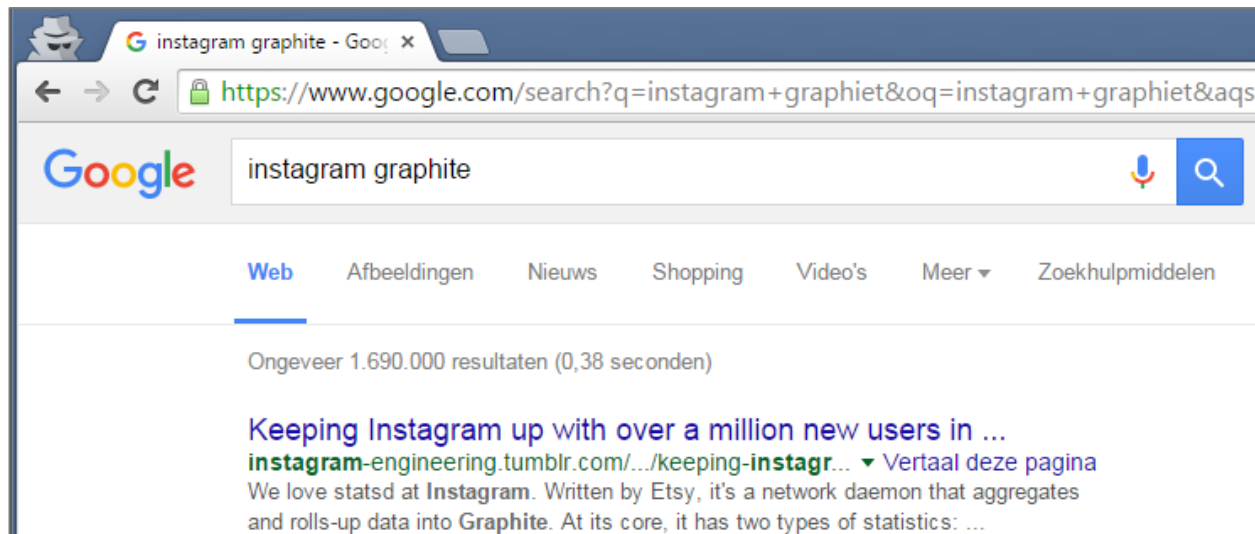 instagram graphite - Goog
https://www.google.com/search?q=instagram+graphiet&oq=instagram+graphiet&aqs
Google instagram graphite
Web Afbeeldingen Nieuws Shopping Video's Meer Zoekhulpmiddelen
Ongeveer 1.690.000 resultaten (0,38 seconden)
Keeping Instagram up with over a million new users in ...
instagram-engineering.tumblr.com/.../keeping-instagr... Vertaal deze pagina
We love statsd at Instagram. Written by Etsy, it's a network daemon that aggregates
and rolls-up data into Graphite. At its core, it has two types of statistics: ...